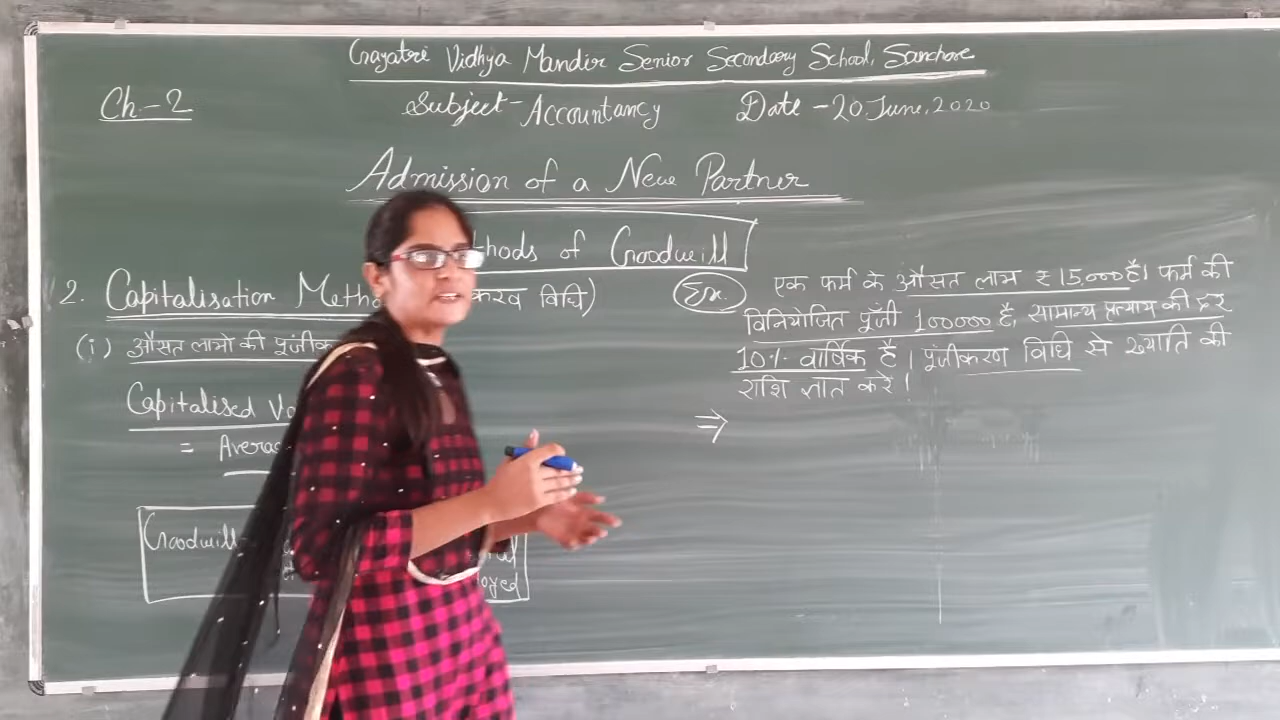 Gayatri Vidhya Mandir Senior Secondary School, Sanchore
Ch-2
Subject - Accountancy
Date - 20 June, 2020
Admission of a New Partner
thods of Goodwill
2. Capitalisation Metho करण विधि)
(i) औसत लाभो की पूंजीक
Capitalised Va
= Avera
Goodwill
oyed
Ex. एक फर्म के औसत लाभ ₹ 15,000 है। फर्म की
विनियोजित पूंजी 100000 है, सामान्य प्रत्याय की दर
10% वार्षिक है। पूंजीकरण विधि से ख्याति की
राशि ज्ञात करें।
⇒